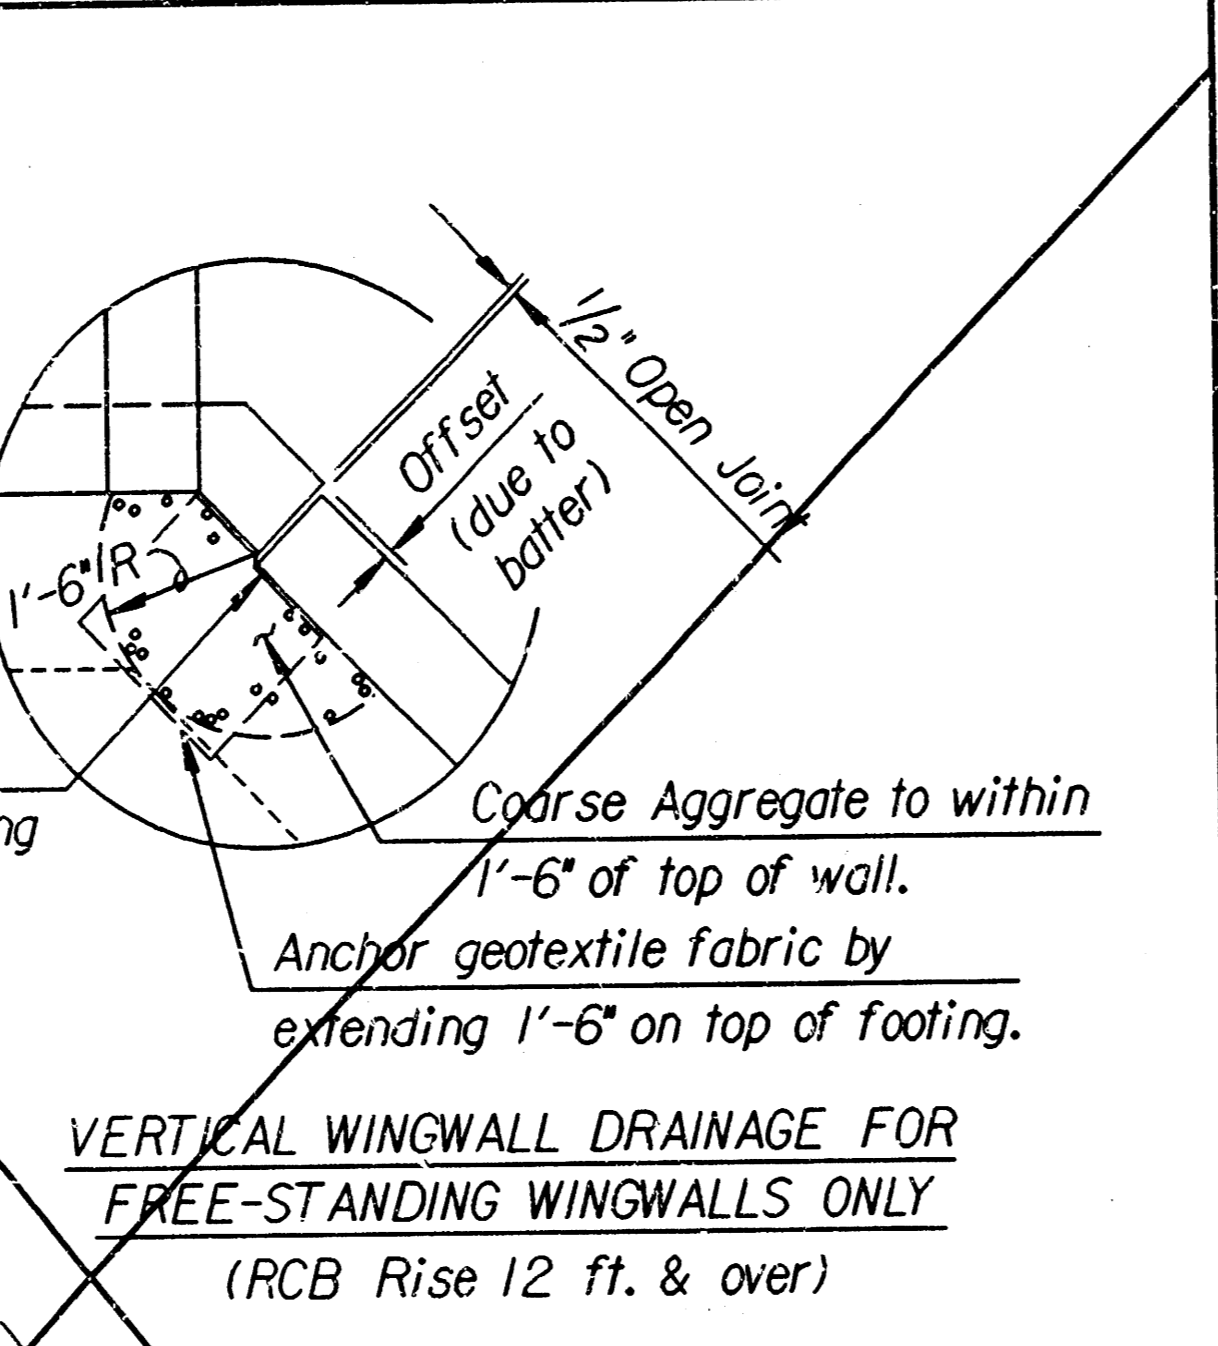 1/2" Open Joint
Offset
(due to
batter)
1'-6" R
Coarse Aggregate to within
1'-6" of top of wall.
Anchor geotextile fabric by
extending 1'-6" on top of footing.
VERTICAL WINGWALL DRAINAGE FOR
FREE-STANDING WINGWALLS ONLY
(RCB Rise 12 ft. & over)